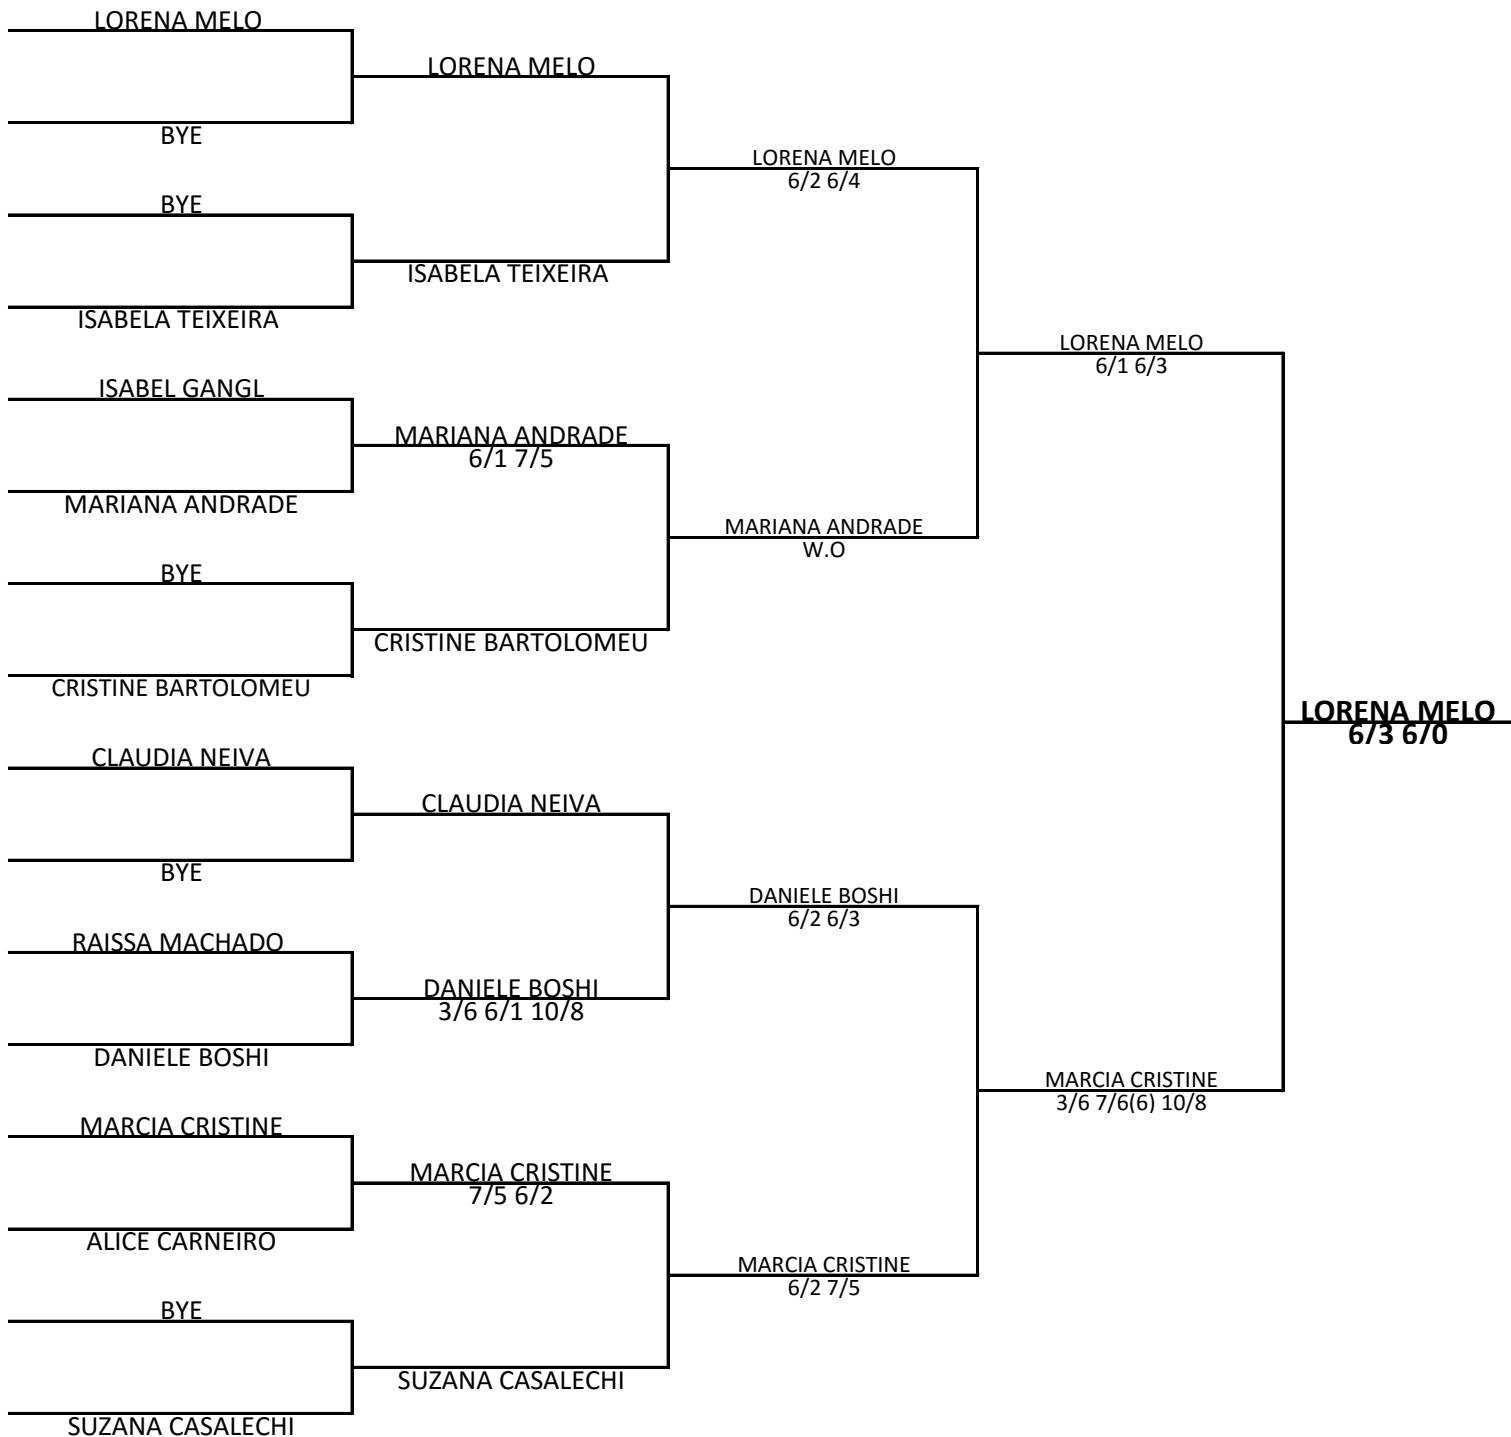 LORENA MELO
BYE
BYE
ISABELA TEIXEIRA
ISABEL GANGL
MARIANA ANDRADE
BYE
CRISTINE BARTOLOMEU
CLAUDIA NEIVA
BYE
RAISSA MACHADO
DANIELE BOSHI
MARCIA CRISTINE
ALICE CARNEIRO
BYE
SUZANA CASALECHI
LORENA MELO
ISABELA TEIXEIRA
MARIANA ANDRADE
6/1 7/5
CRISTINE BARTOLOMEU
CLAUDIA NEIVA
DANIELE BOSHI
3/6 6/1 10/8
MARCIA CRISTINE
7/5 6/2
SUZANA CASALECHI
LORENA MELO
6/2 6/4
MARIANA ANDRADE
W.O
DANIELE BOSHI
6/2 6/3
MARCIA CRISTINE
6/2 7/5
LORENA MELO
6/1 6/3
MARCIA CRISTINE
3/6 7/6(6) 10/8
LORENA MELO
6/3 6/0